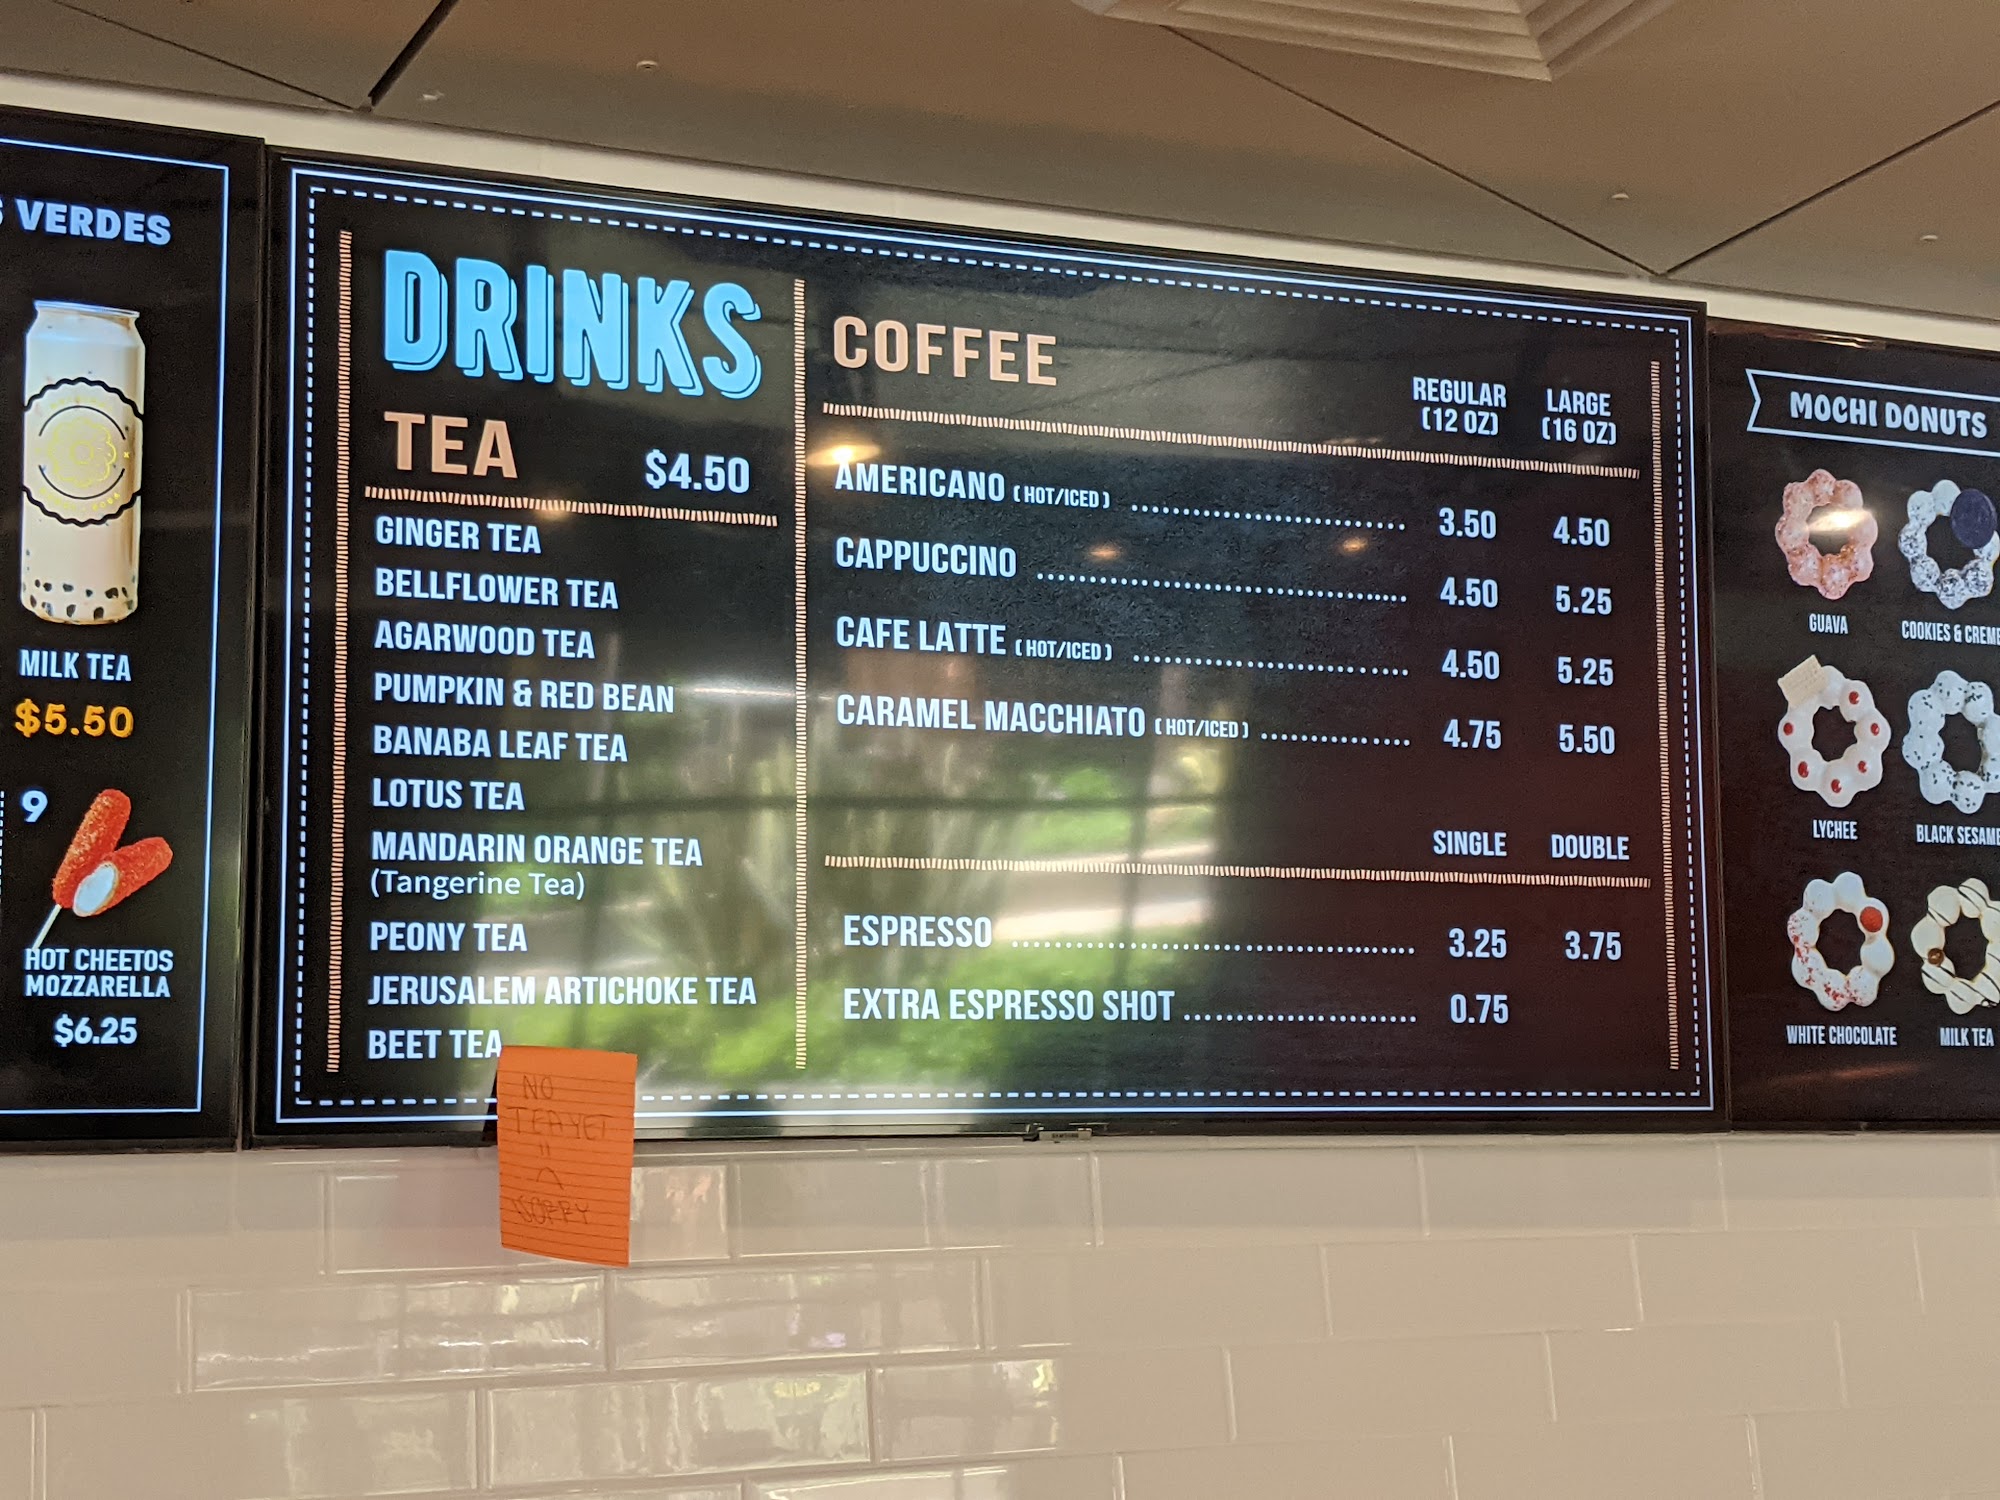 VERDES
MILK TEA
$5.50
9
HOT CHEETOS
MOZZARELLA
$6.25
DRINKS
TEA $4.50
GINGER TEA
BELLFLOWER TEA
AGARWOOD TEA
PUMPKIN & RED BEAN
BANABA LEAF TEA
LOTUS TEA
MANDARIN ORANGE TEA
(Tangerine Tea)
PEONY TEA
JERUSALEM ARTICHOKE TEA
BEET TEA
NO
TEA YET
SORRY
COFFEE
REGULAR LARGE
(12 OZ) (16 OZ)
AMERICANO (HOT/ICED) 3.50 4.50
CAPPUCCINO 4.50 5.25
CAFE LATTE (HOT/ICED) 4.50 5.25
CARAMEL MACCHIATO (HOT/ICED) 4.75 5.50
SINGLE DOUBLE
ESPRESSO 3.25 3.75
EXTRA ESPRESSO SHOT 0.75
MOCHI DONUTS
GUAVA COOKIES & CREME
LYCHEE BLACK SESAME
WHITE CHOCOLATE MILK TEA